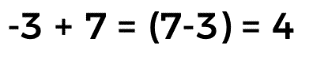 -3 + 7 = (7-3) = 4